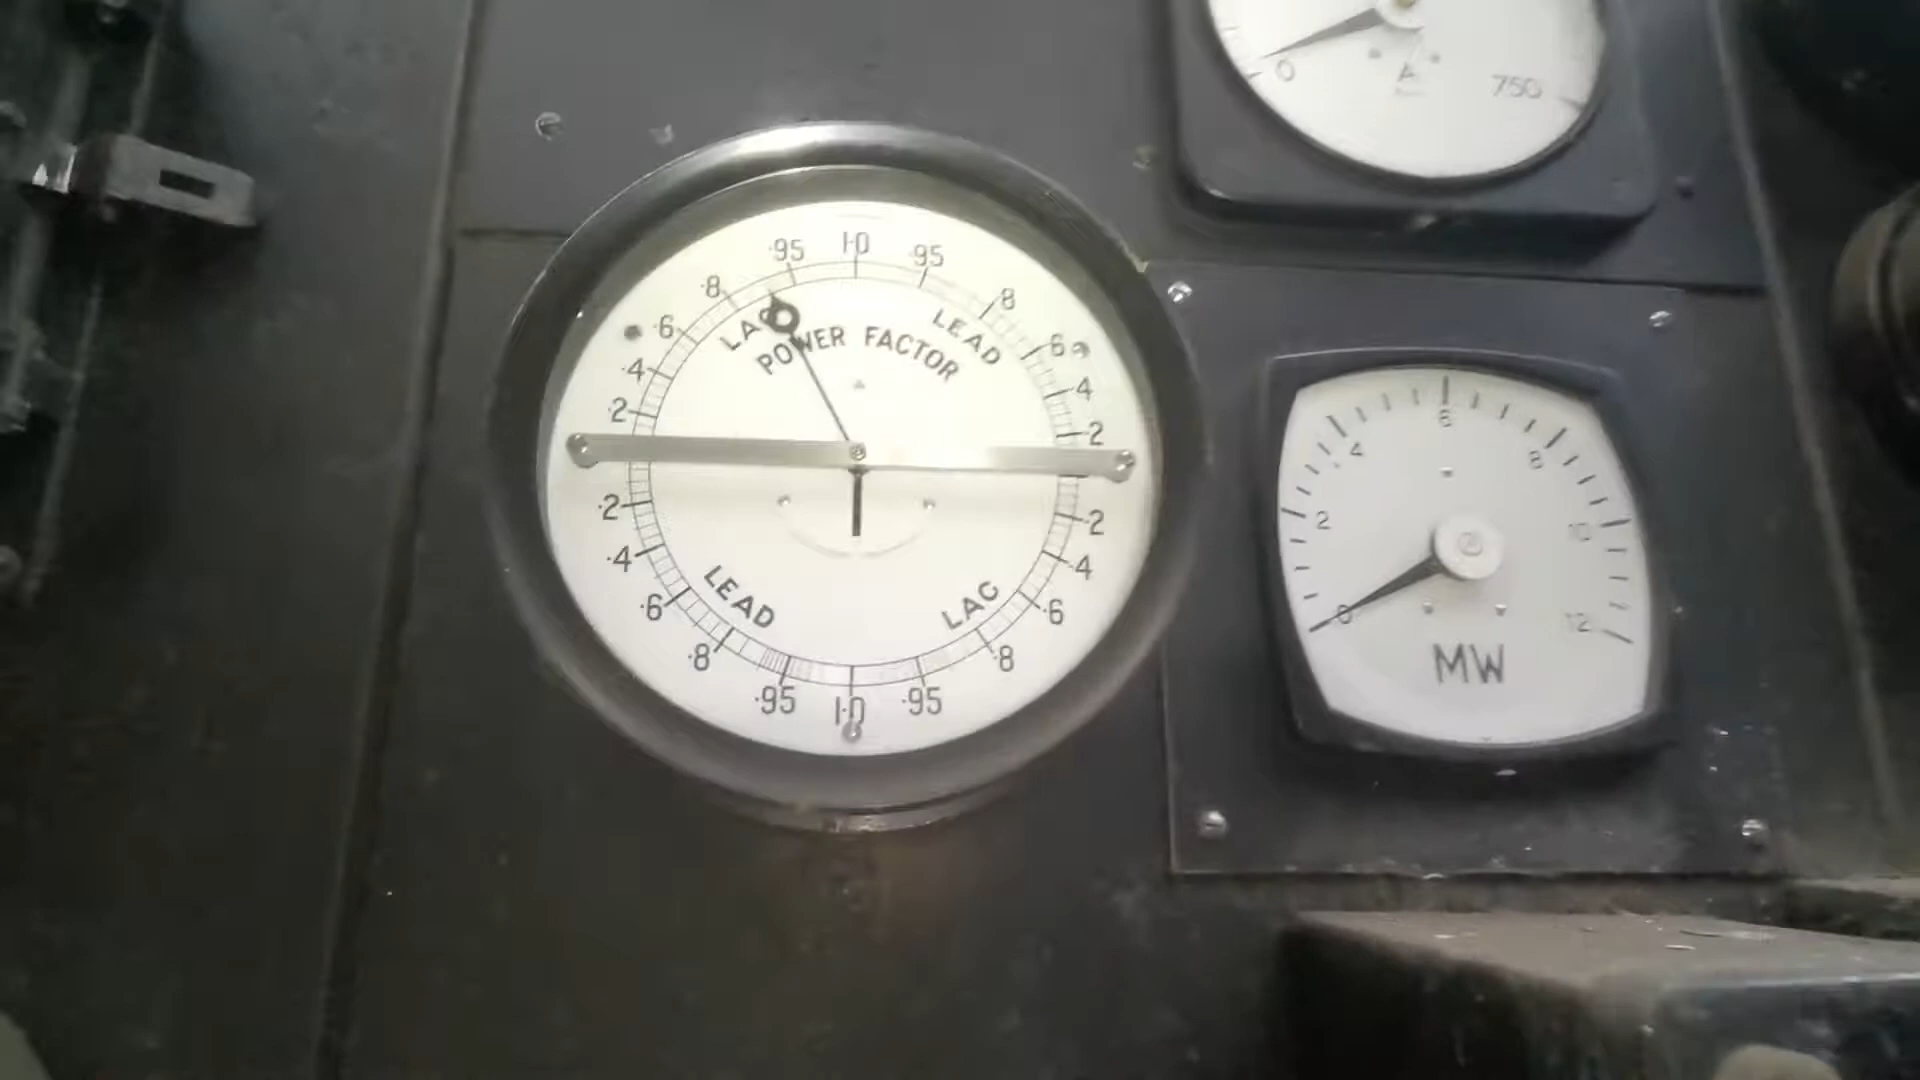 0 A 750
.95 1.0 .95
.8 .8
.6 .6
.4 .4
.2 .2
LAG LEAD
POWER FACTOR
.2 .2
.4 .4
.6 .6
.8 .8
.95 1.0 .95
LEAD LAG
0 2 4 6 8 10 12
MW